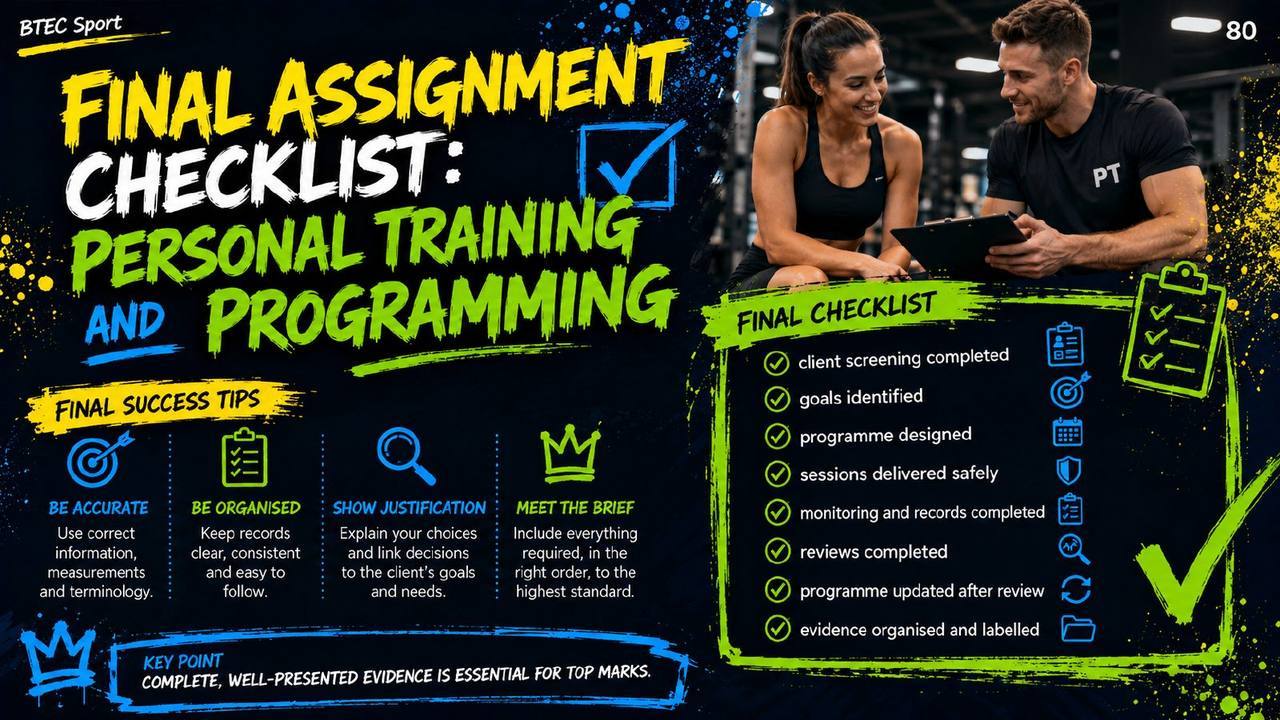 BTEC Sport
80
FINAL ASSIGNMENT
CHECKLIST:
PERSONAL TRAINING
AND PROGRAMMING
PT
FINAL SUCCESS TIPS
BE ACCURATE
Use correct
information,
measurements
and terminology.
BE ORGANISED
Keep records
clear, consistent
and easy to
follow.
SHOW JUSTIFICATION
Explain your choices
and link decisions
to the client's goals
and needs.
MEET THE BRIEF
Include everything
required, in the
right order, to the
highest standard.
KEY POINT
COMPLETE, WELL-PRESENTED EVIDENCE IS ESSENTIAL FOR TOP MARKS.
FINAL CHECKLIST
client screening completed
goals identified
programme designed
sessions delivered safely
monitoring and records completed
reviews completed
programme updated after review
evidence organised and labelled